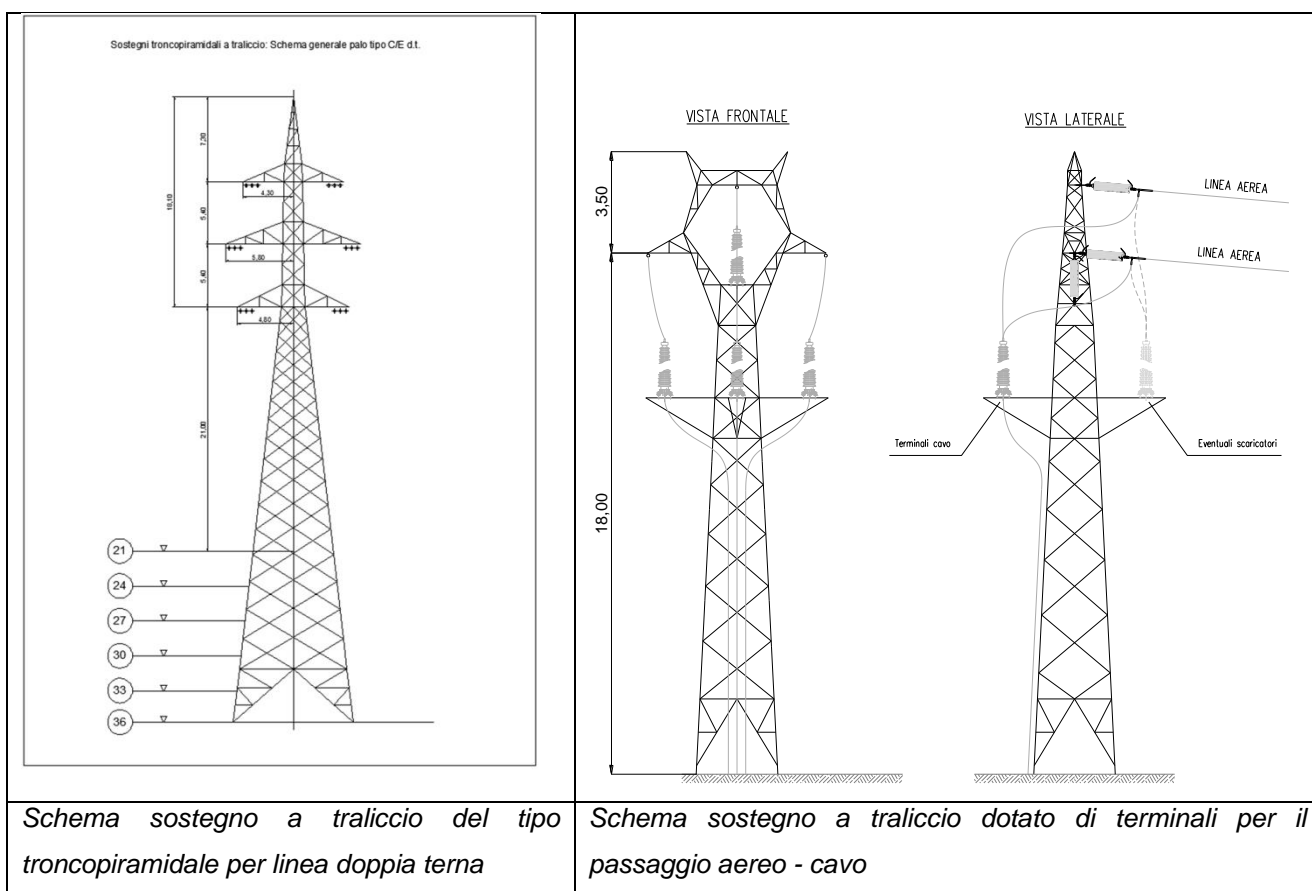 Sostegni troncopiramidali a traliccio: Schema generale palo tipo C/E d.t.
7,30
18,10
4,30
5,40
5,80
5,40
4,80
21,00
21
24
27
30
33
36
VISTA FRONTALE
3,50
18,00
VISTA LATERALE
LINEA AEREA
LINEA AEREA
Terminali cavo
Eventuali scaricatori
Schema sostegno a traliccio del tipo
troncopiramidale per linea doppia terna
Schema sostegno a traliccio dotato di terminali per il
passaggio aereo - cavo